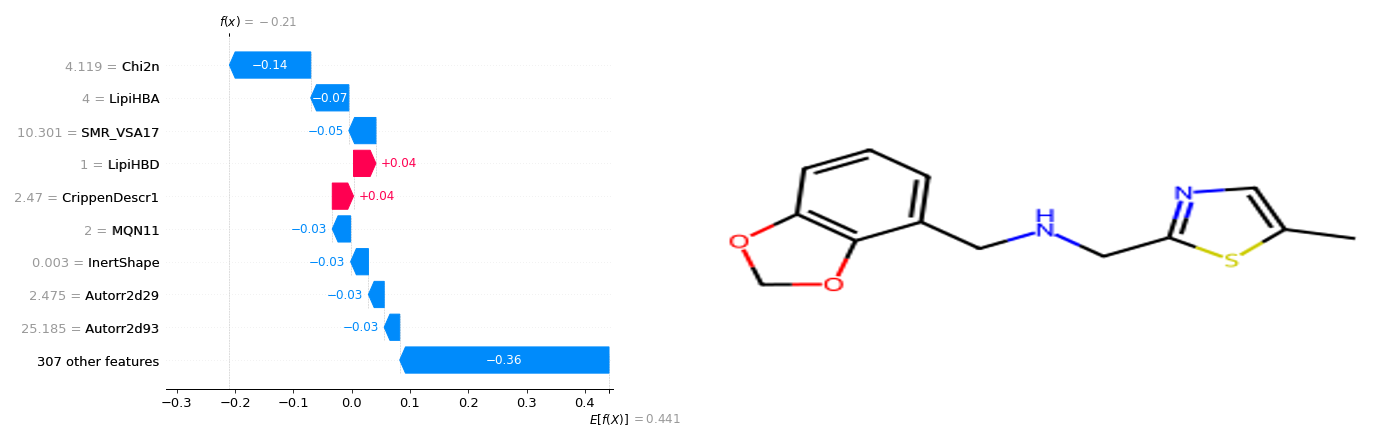 f(x) = −0.21
4.119 = Chi2n
−0.14
4 = LipiHBA
−0.07
10.301 = SMR_VSA17
−0.05
1 = LipiHBD
+0.04
2.47 = CrippenDescr1
+0.04
2 = MQN11
−0.03
0.003 = InertShape
−0.03
2.475 = Autorr2d29
−0.03
25.185 = Autorr2d93
−0.03
307 other features
−0.36
−0.3 −0.2 −0.1 0.0 0.1 0.2 0.3 0.4
E[f(X)] = 0.441
O
O
H
N
N
S